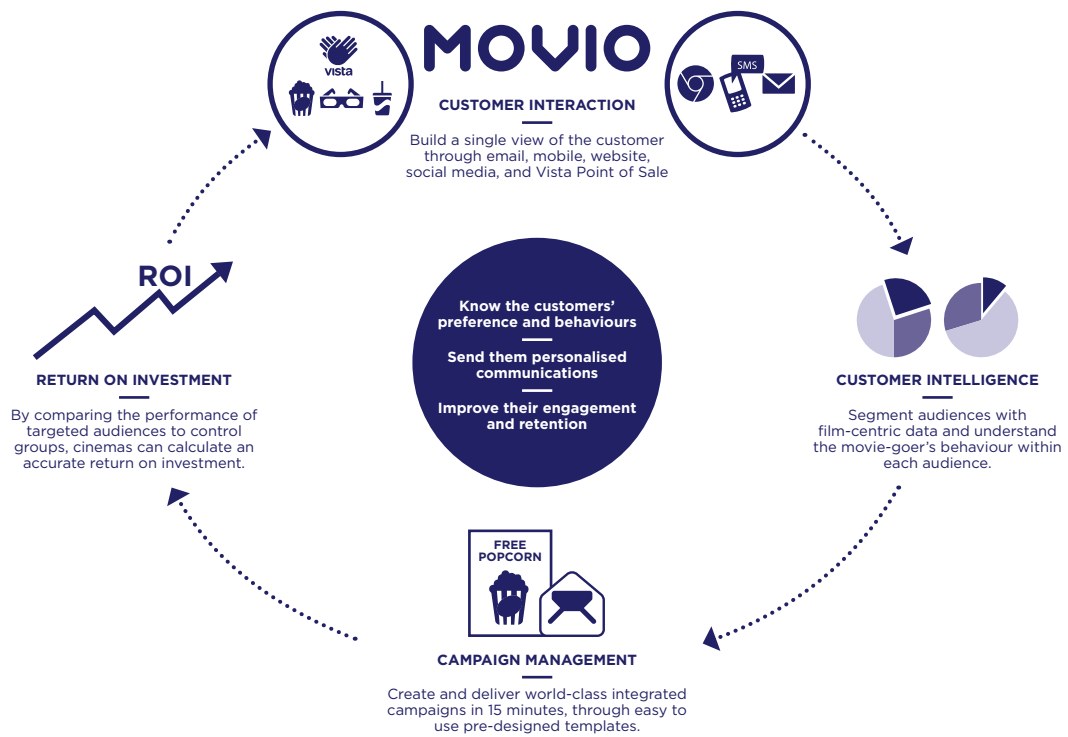 MOVIO
vısta
SMS
CUSTOMER INTERACTION
Build a single view of the customer
through email, mobile, website,
social media, and Vista Point of Sale
CUSTOMER INTELLIGENCE
Segment audiences with
film-centric data and understand
the movie-goer's behaviour within
each audience.
CAMPAIGN MANAGEMENT
Create and deliver world-class integrated
campaigns in 15 minutes, through easy to
use pre-designed templates.
FREE
POPCORN
ROI
RETURN ON INVESTMENT
By comparing the performance of
targeted audiences to control
groups, cinemas can calculate an
accurate return on investment.
Know the customers'
preference and behaviours
Send them personalised
communications
Improve their engagement
and retention